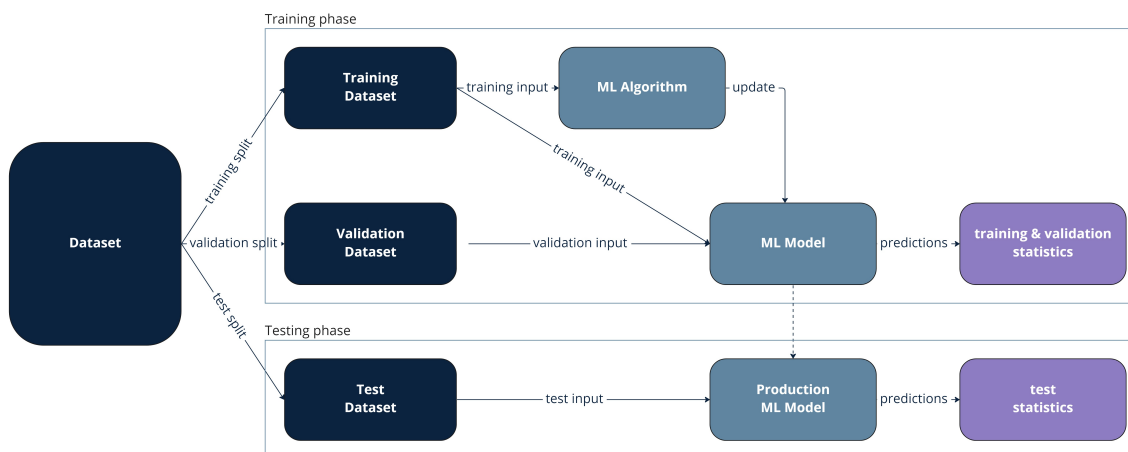 Training phase
Training
Dataset
training input
ML Algorithm
update
training split
training input
Dataset
validation split
Validation
Dataset
validation input
ML Model
predictions
training & validation
statistics
test split
Testing phase
Test
Dataset
test input
Production
ML Model
predictions
test
statistics